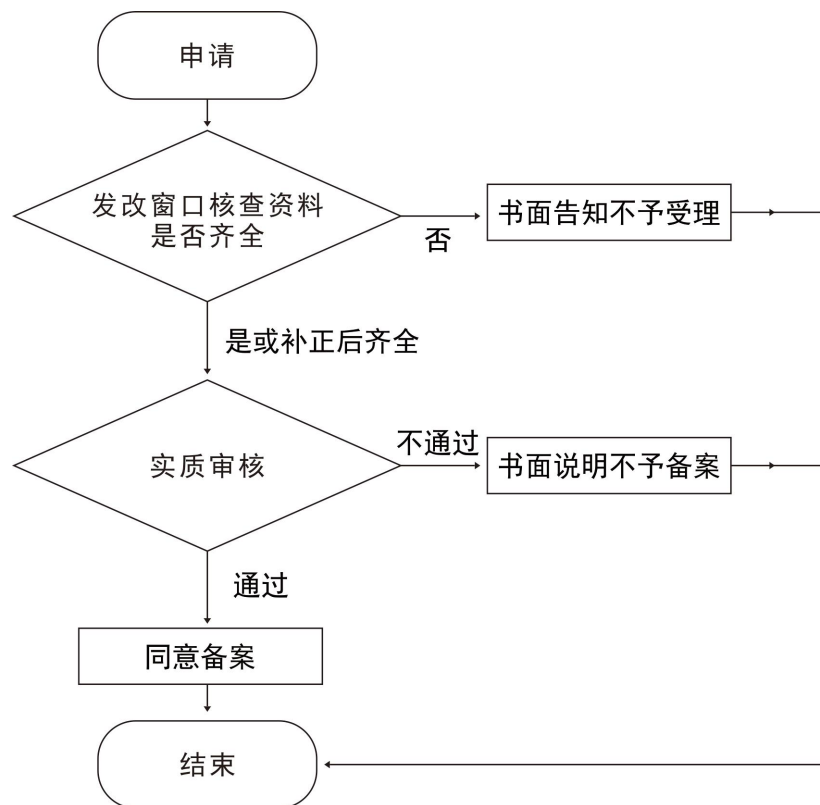 申请
发改窗口核查资料
是否齐全
否
书面告知不予受理
是或补正后齐全
实质审核
不通过
书面说明不予备案
通过
同意备案
结束